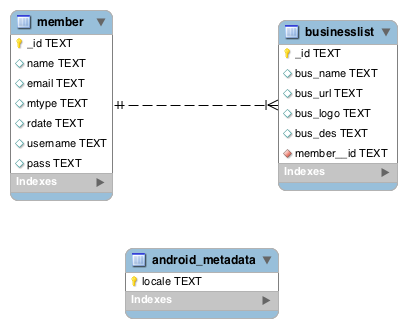 member
_id TEXT
name TEXT
email TEXT
mtype TEXT
rdate TEXT
username TEXT
pass TEXT
Indexes
businesslist
_id TEXT
bus_name TEXT
bus_url TEXT
bus_logo TEXT
bus_des TEXT
member__id TEXT
Indexes
android_metadata
locale TEXT
Indexes